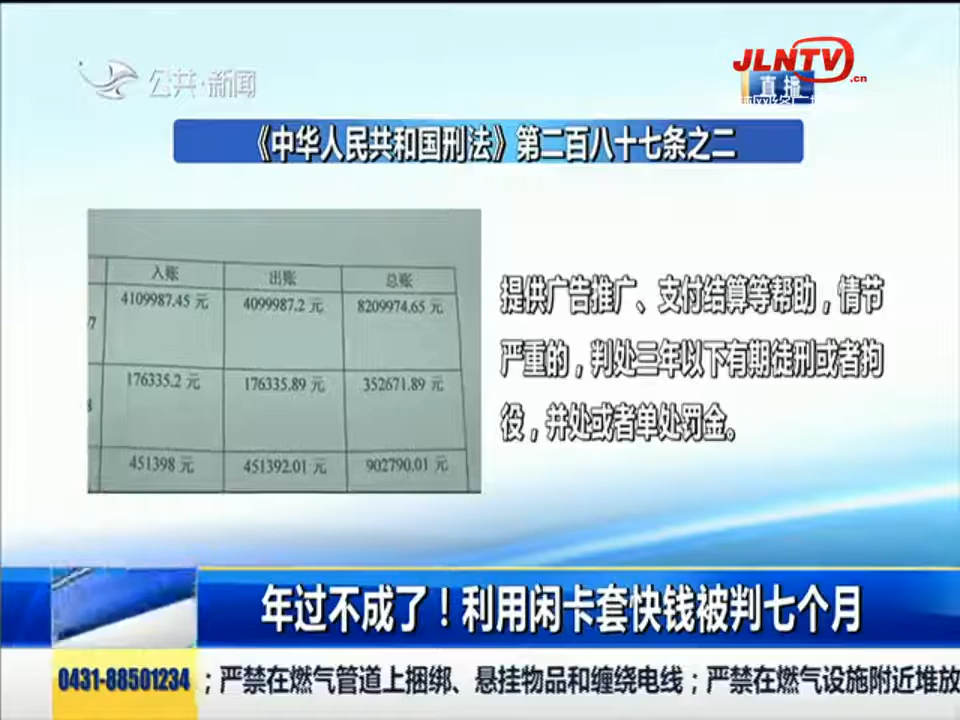 公共·新闻
JLNTV.cn
直播
《中华人民共和国刑法》第二百八十七条之二
入账 出账 总账
4109987.45 元 4099987.2 元 8209974.65 元
176335.2 元 176335.89 元 352671.89 元
451398 元 451392.01 元 902790.01 元
提供广告推广、支付结算等帮助，情节
严重的，判处三年以下有期徒刑或者拘
役，并处或者单处罚金。
年过不成了！利用闲卡套快钱被判七个月
0431-88501234 ；严禁在燃气管道上捆绑、悬挂物品和缠绕电线；严禁在燃气设施附近堆放